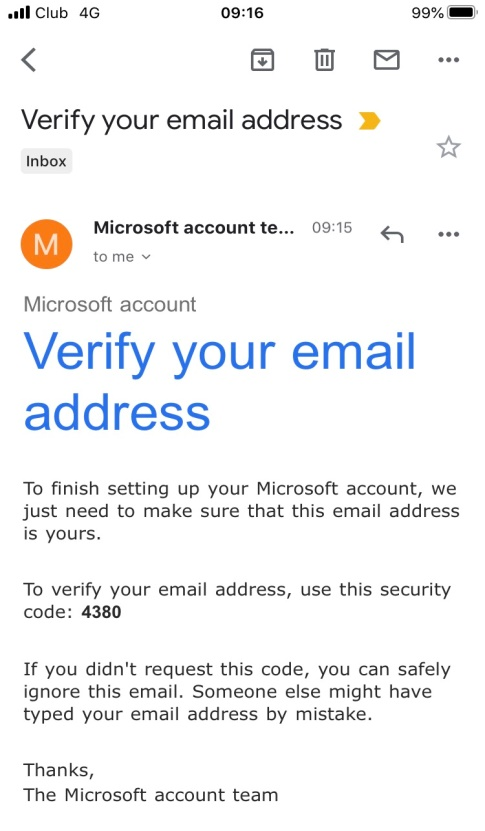 Club 4G 09:16 99%
Verify your email address
Inbox
M
Microsoft account te... 09:15
to me
Microsoft account
Verify your email
address
To finish setting up your Microsoft account, we
just need to make sure that this email address
is yours.
To verify your email address, use this security
code: 4380
If you didn't request this code, you can safely
ignore this email. Someone else might have
typed your email address by mistake.
Thanks,
The Microsoft account team